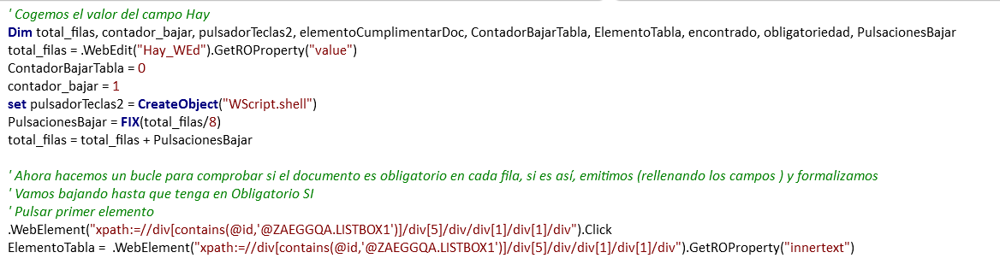 ' Cogemos el valor del campo Hay
Dim total_filas, contador_bajar, pulsadorTeclas2, elementoCumplimentarDoc, ContadorBajarTabla, ElementoTabla, encontrado, obligatoriedad, PulsacionesBajar
total_filas = .WebEdit("Hay_WEd").GetROProperty("value")
ContadorBajarTabla = 0
contador_bajar = 1
set pulsadorTeclas2 = CreateObject("WScript.shell")
PulsacionesBajar = FIX(total_filas/8)
total_filas = total_filas + PulsacionesBajar
' Ahora hacemos un bucle para comprobar si el documento es obligatorio en cada fila, si es así, emitimos (rellenando los campos ) y formalizamos
' Vamos bajando hasta que tenga en Obligatorio SI
' Pulsar primer elemento
.WebElement("xpath:=//div[contains(@id,'@ZAEGGQA.LISTBOX1')]/div[5]/div/div[1]/div[1]/div").Click
ElementoTabla =  .WebElement("xpath:=//div[contains(@id,'@ZAEGGQA.LISTBOX1')]/div[5]/div/div[1]/div[1]/div").GetROProperty("innertext")